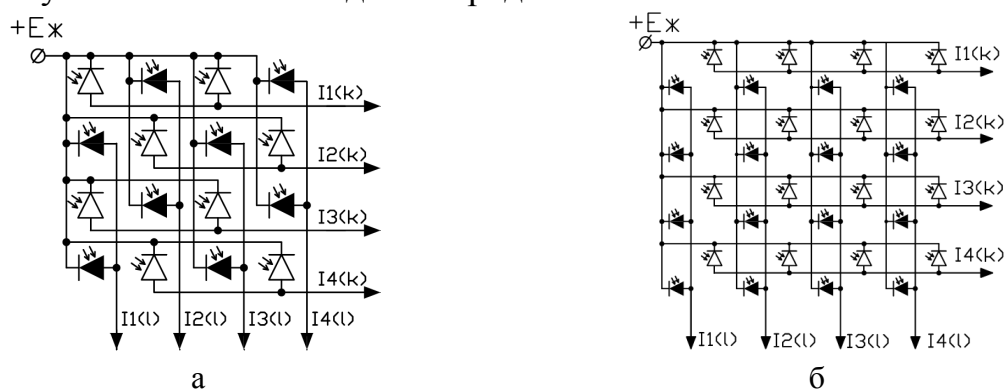 +Eж
I1(k)
I2(k)
I3(k)
I4(k)
I1(l) I2(l) I3(l) I4(l)
а
+Eж
I1(k)
I2(k)
I3(k)
I4(k)
I1(l) I2(l) I3(l) I4(l)
б